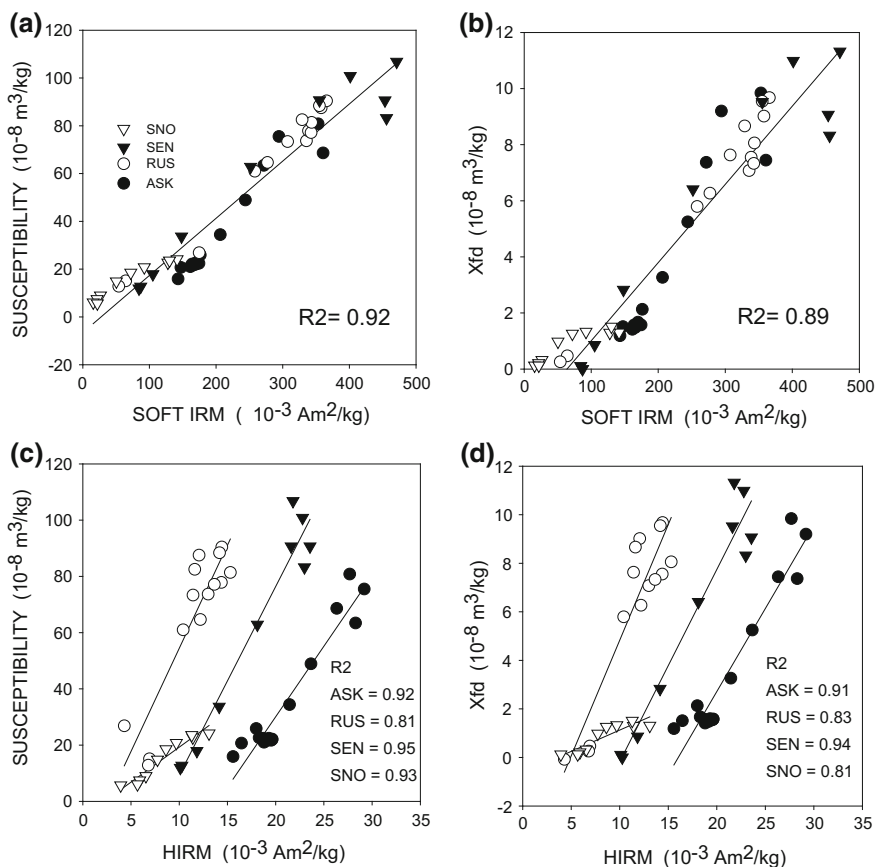 (a)
SUSCEPTIBILITY (10-8 m3/kg)
120
100
80
60
40
20
0
-20
SNO
SEN
RUS
ASK
R2= 0.92
0 100 200 300 400 500
SOFT IRM ( 10-3 Am2/kg)
(b)
Xfd (10-8 m3/kg)
12
10
8
6
4
2
0
R2= 0.89
0 100 200 300 400 500
SOFT IRM (10-3 Am2/kg)
(c)
SUSCEPTIBILITY (10-8 m3/kg)
120
100
80
60
40
20
0
R2
ASK = 0.92
RUS = 0.81
SEN = 0.95
SNO = 0.93
0 5 10 15 20 25 30 35
HIRM (10-3 Am2/kg)
(d)
Xfd (10-8 m3/kg)
12
10
8
6
4
2
0
-2
R2
ASK = 0.91
RUS = 0.83
SEN = 0.94
SNO = 0.81
0 5 10 15 20 25 30 35
HIRM (10-3 Am2/kg)